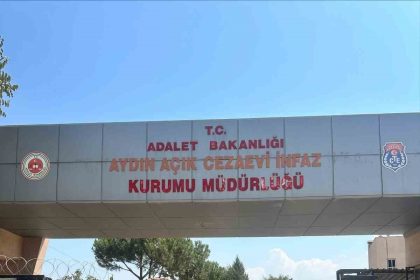 T.C.
ADALET BAKANLIĞI
AYDIN AÇIK CEZAEVİ İNFAZ
KURUMU MÜDÜRLÜĞÜ